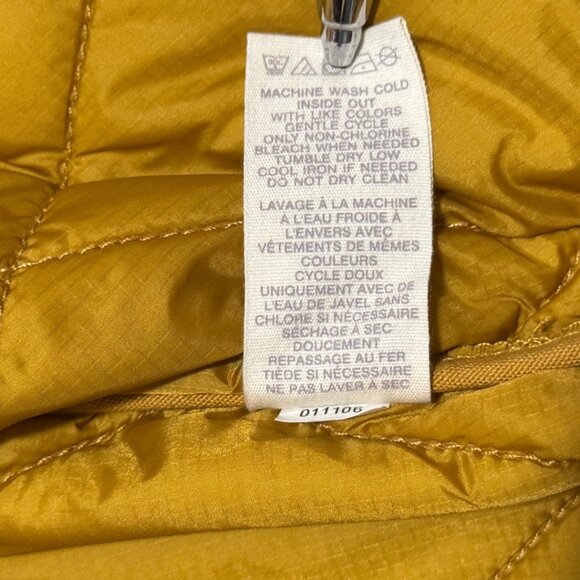 MACHINE WASH COLD
INSIDE OUT
WITH LIKE COLORS
GENTLE CYCLE
ONLY NON-CHLORINE
BLEACH WHEN NEEDED
TUMBLE DRY LOW
COOL IRON IF NEEDED
DO NOT DRY CLEAN
LAVAGE À LA MACHINE
À L'EAU FROIDE À
L'ENVERS AVEC
VÊTEMENTS DE MÊMES
COULEURS
CYCLE DOUX
UNIQUEMENT AVEC DE
L'EAU DE JAVEL SANS
CHLORE SI NÉCESSAIRE
SÉCHAGE À SEC
DOUCEMENT
REPASSAGE AU FER
TIÈDE SI NÉCESSAIRE
NE PAS LAVER À SEC
011106